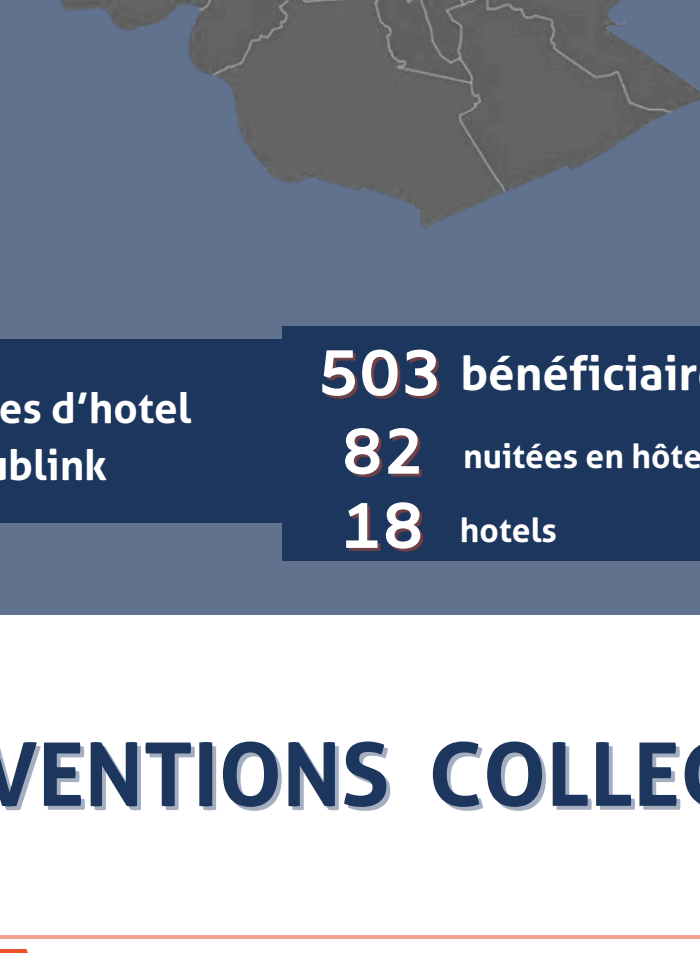 es d’hotel
ublink
503 bénéficiair
82 nuitées en hôte
18 hotels
VENTIONS COLLEC